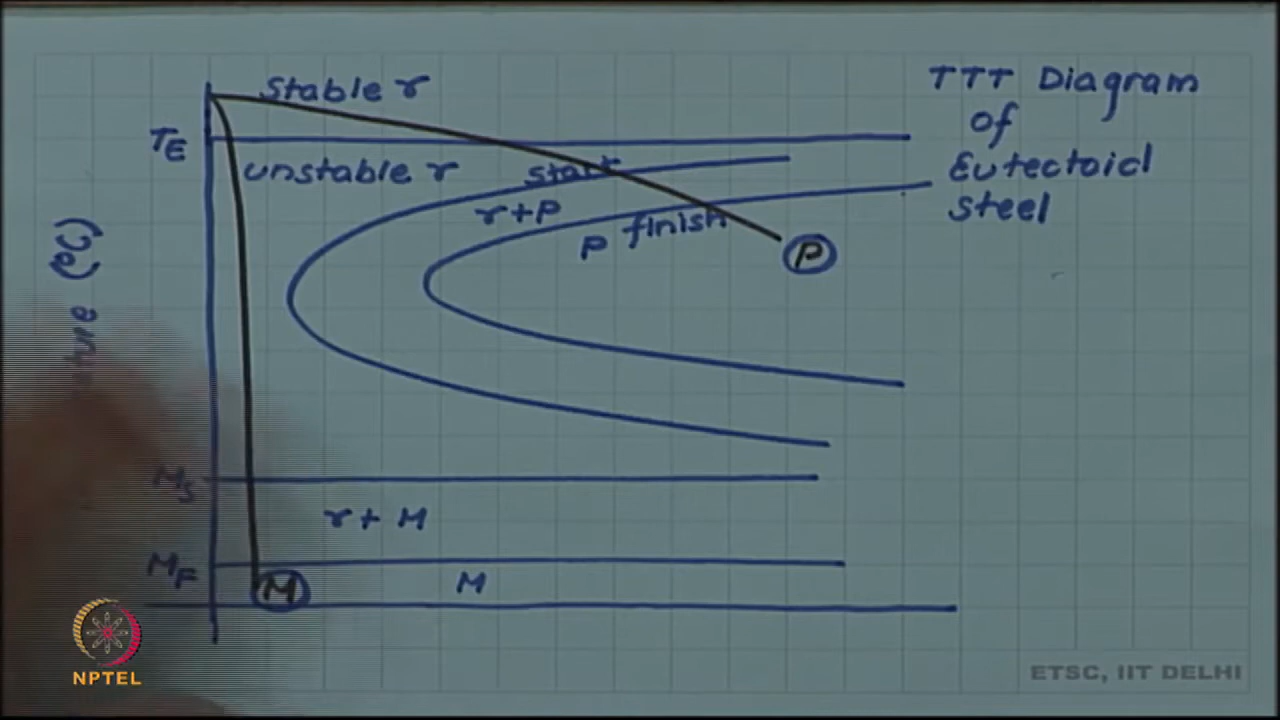 Stable γ
TTT Diagram
of
Eutectoid
Steel
TE
unstable γ
start
γ+P
P finish
P
(°C)
MS
γ + M
MF
M
M
NPTEL
ETSC, IIT DELHI